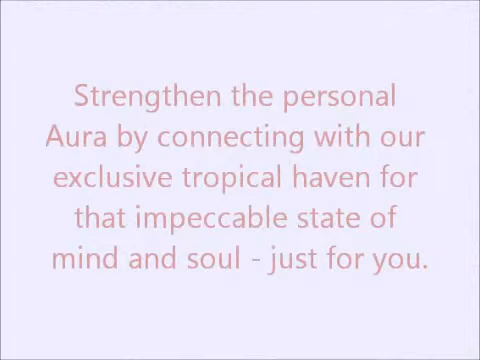 Strengthen the personal
Aura by connecting with our
exclusive tropical haven for
that impeccable state of
mind and soul - just for you.